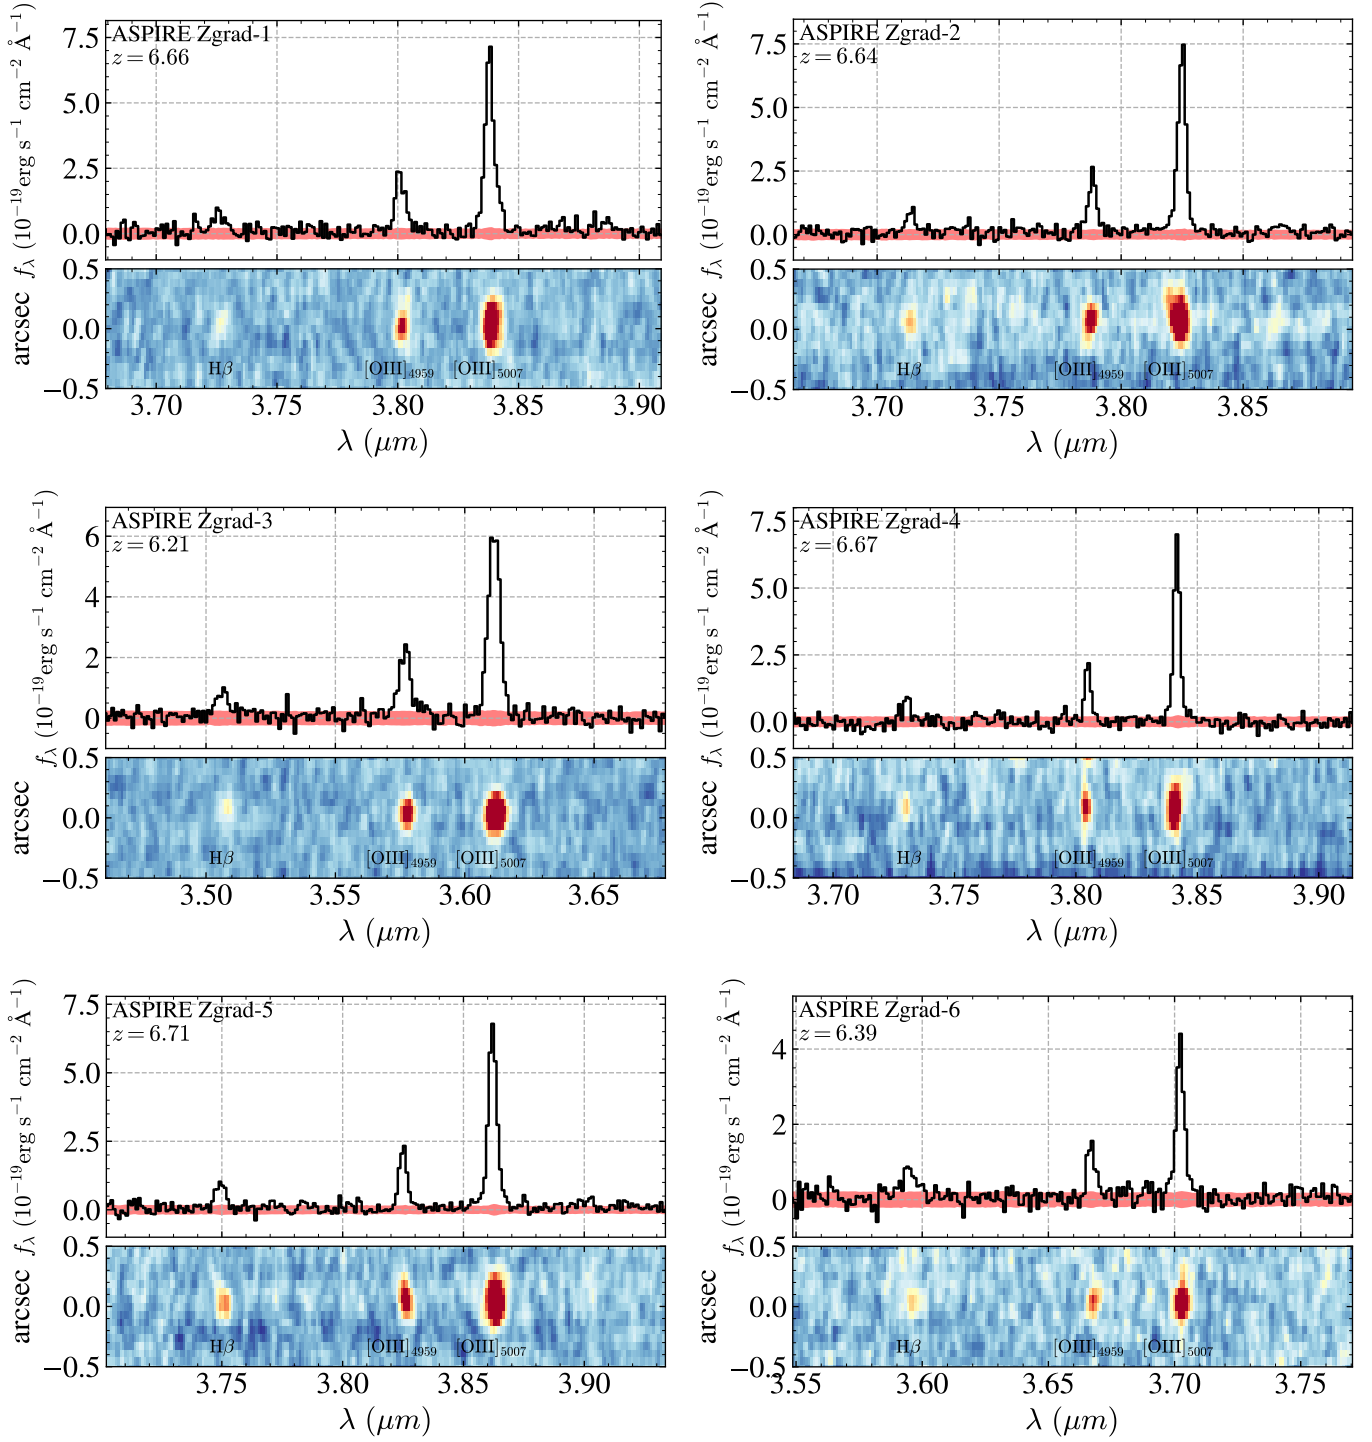 ASPIRE Zgrad-1
z = 6.66
7.5
5.0
2.5
0.0
f_λ (10⁻¹⁹erg s⁻¹ cm⁻² Å⁻¹)
0.5
0.0
−0.5
arcsec
Hβ
[OIII]₄₉₅₉
[OIII]₅₀₀₇
3.70 3.75 3.80 3.85 3.90
λ (μm)
ASPIRE Zgrad-2
z = 6.64
7.5
5.0
2.5
0.0
f_λ (10⁻¹⁹erg s⁻¹ cm⁻² Å⁻¹)
0.5
0.0
−0.5
arcsec
Hβ
[OIII]₄₉₅₉
[OIII]₅₀₀₇
3.70 3.75 3.80 3.85
λ (μm)
ASPIRE Zgrad-3
z = 6.21
6
4
2
0
f_λ (10⁻¹⁹erg s⁻¹ cm⁻² Å⁻¹)
0.5
0.0
−0.5
arcsec
Hβ
[OIII]₄₉₅₉
[OIII]₅₀₀₇
3.50 3.55 3.60 3.65
λ (μm)
ASPIRE Zgrad-4
z = 6.67
7.5
5.0
2.5
0.0
f_λ (10⁻¹⁹erg s⁻¹ cm⁻² Å⁻¹)
0.5
0.0
−0.5
arcsec
Hβ
[OIII]₄₉₅₉
[OIII]₅₀₀₇
3.70 3.75 3.80 3.85 3.90
λ (μm)
ASPIRE Zgrad-5
z = 6.71
7.5
5.0
2.5
0.0
f_λ (10⁻¹⁹erg s⁻¹ cm⁻² Å⁻¹)
0.5
0.0
−0.5
arcsec
Hβ
[OIII]₄₉₅₉
[OIII]₅₀₀₇
3.75 3.80 3.85 3.90
λ (μm)
ASPIRE Zgrad-6
z = 6.39
4
2
0
f_λ (10⁻¹⁹erg s⁻¹ cm⁻² Å⁻¹)
0.5
0.0
−0.5
arcsec
Hβ
[OIII]₄₉₅₉
[OIII]₅₀₀₇
3.55 3.60 3.65 3.70 3.75
λ (μm)